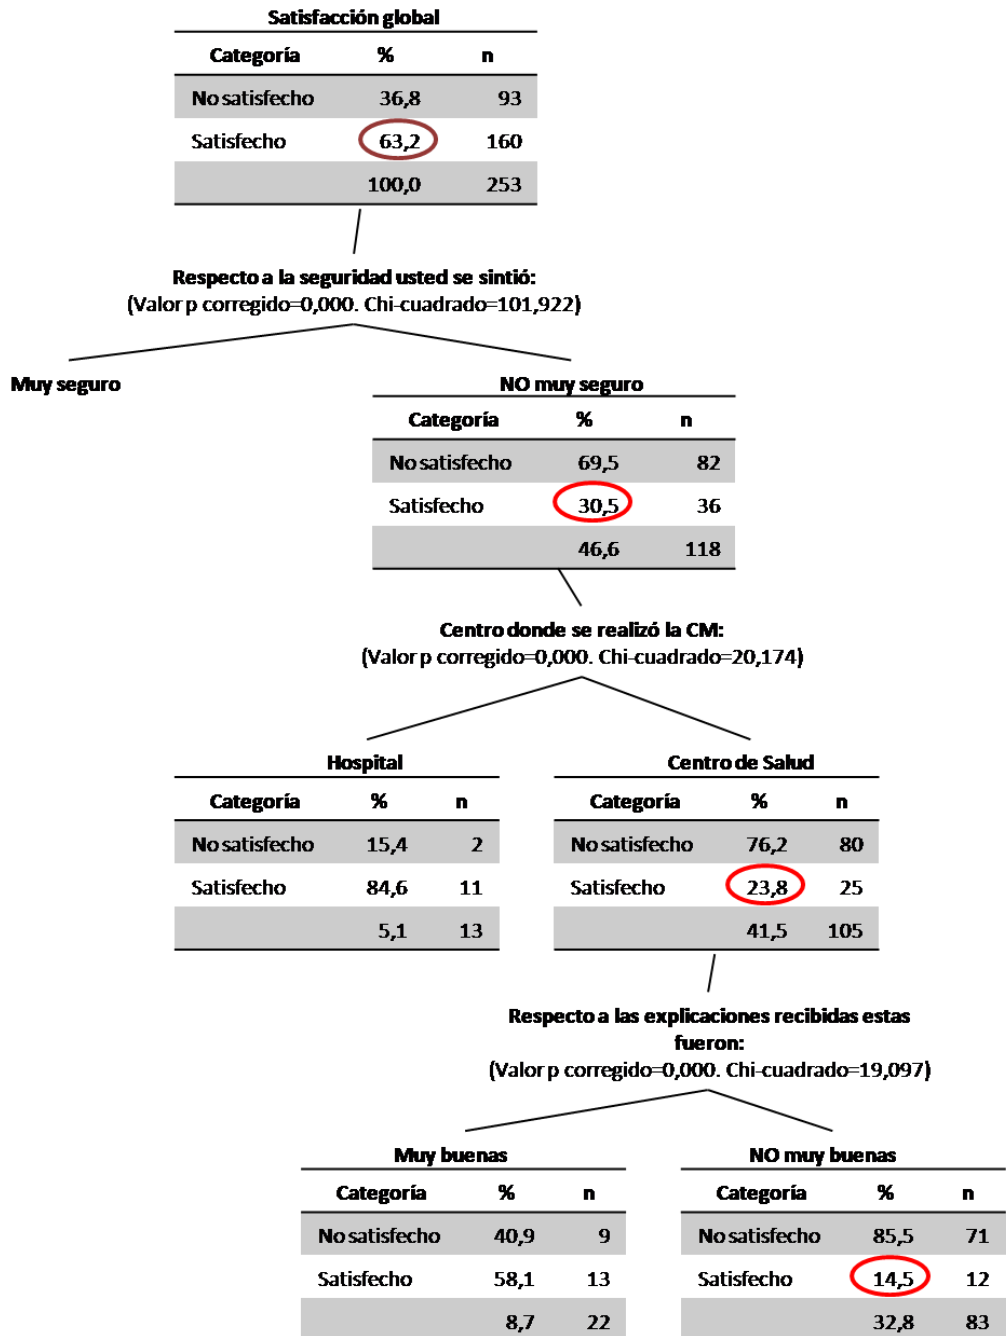 Satisfacción global
Categoría % n
No satisfecho 36,8 93
Satisfecho 63,2 160
100,0 253
Respecto a la seguridad usted se sintió:
(Valor p corregido=0,000. Chi-cuadrado=101,922)
Muy seguro
NO muy seguro
Categoría % n
No satisfecho 69,5 82
Satisfecho 30,5 36
46,6 118
Centro donde se realizó la CM:
(Valor p corregido=0,000. Chi-cuadrado=20,174)
Hospital
Categoría % n
No satisfecho 15,4 2
Satisfecho 84,6 11
5,1 13
Centro de Salud
Categoría % n
No satisfecho 76,2 80
Satisfecho 23,8 25
41,5 105
Respecto a las explicaciones recibidas estas
fueron:
(Valor p corregido=0,000. Chi-cuadrado=19,097)
Muy buenas
Categoría % n
No satisfecho 40,9 9
Satisfecho 58,1 13
8,7 22
NO muy buenas
Categoría % n
No satisfecho 85,5 71
Satisfecho 14,5 12
32,8 83